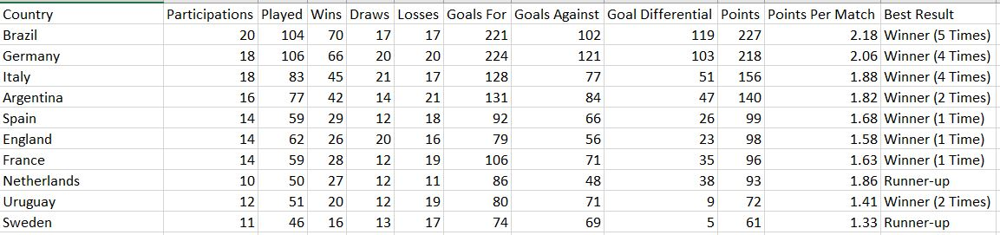 Country Participations Played Wins Draws Losses Goals For Goals Against Goal Differential Points Points Per Match Best Result
Brazil 20 104 70 17 17 221 102 119 227 2.18 Winner (5 Times)
Germany 18 106 66 20 20 224 121 103 218 2.06 Winner (4 Times)
Italy 18 83 45 21 17 128 77 51 156 1.88 Winner (4 Times)
Argentina 16 77 42 14 21 131 84 47 140 1.82 Winner (2 Times)
Spain 14 59 29 12 18 92 66 26 99 1.68 Winner (1 Time)
England 14 62 26 20 16 79 56 23 98 1.58 Winner (1 Time)
France 14 59 28 12 19 106 71 35 96 1.63 Winner (1 Time)
Netherlands 10 50 27 12 11 86 48 38 93 1.86 Runner-up
Uruguay 12 51 20 12 19 80 71 9 72 1.41 Winner (2 Times)
Sweden 11 46 16 13 17 74 69 5 61 1.33 Runner-up